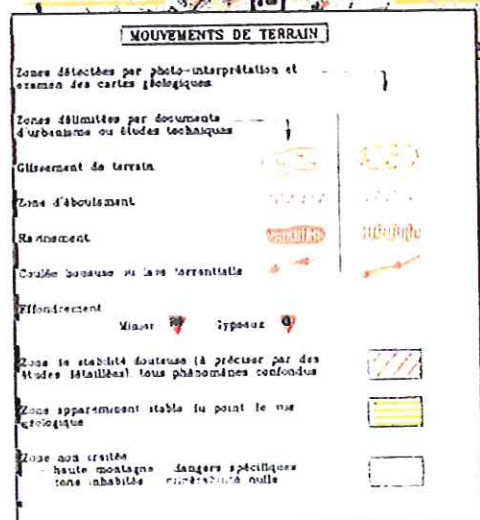 MOUVEMENTS DE TERRAIN
Zones détectées par photo-interprétation et
examen des cartes géologiques
Zones délimitées par documents
d'urbanisme ou études techniques
Glissement de terrain
Zone d'éboulement
Ravinement
Coulée boueuse ou lave torrentielle
Effondrement
Minier Gypseux
Zone de stabilité douteuse (à préciser par des
études détaillées), tous phénomènes confondus
Zone apparemment stable du point de vue
géologique
Zone non traitée
- haute montagne dangers spécifiques
zone inhabitée vulnérabilité nulle